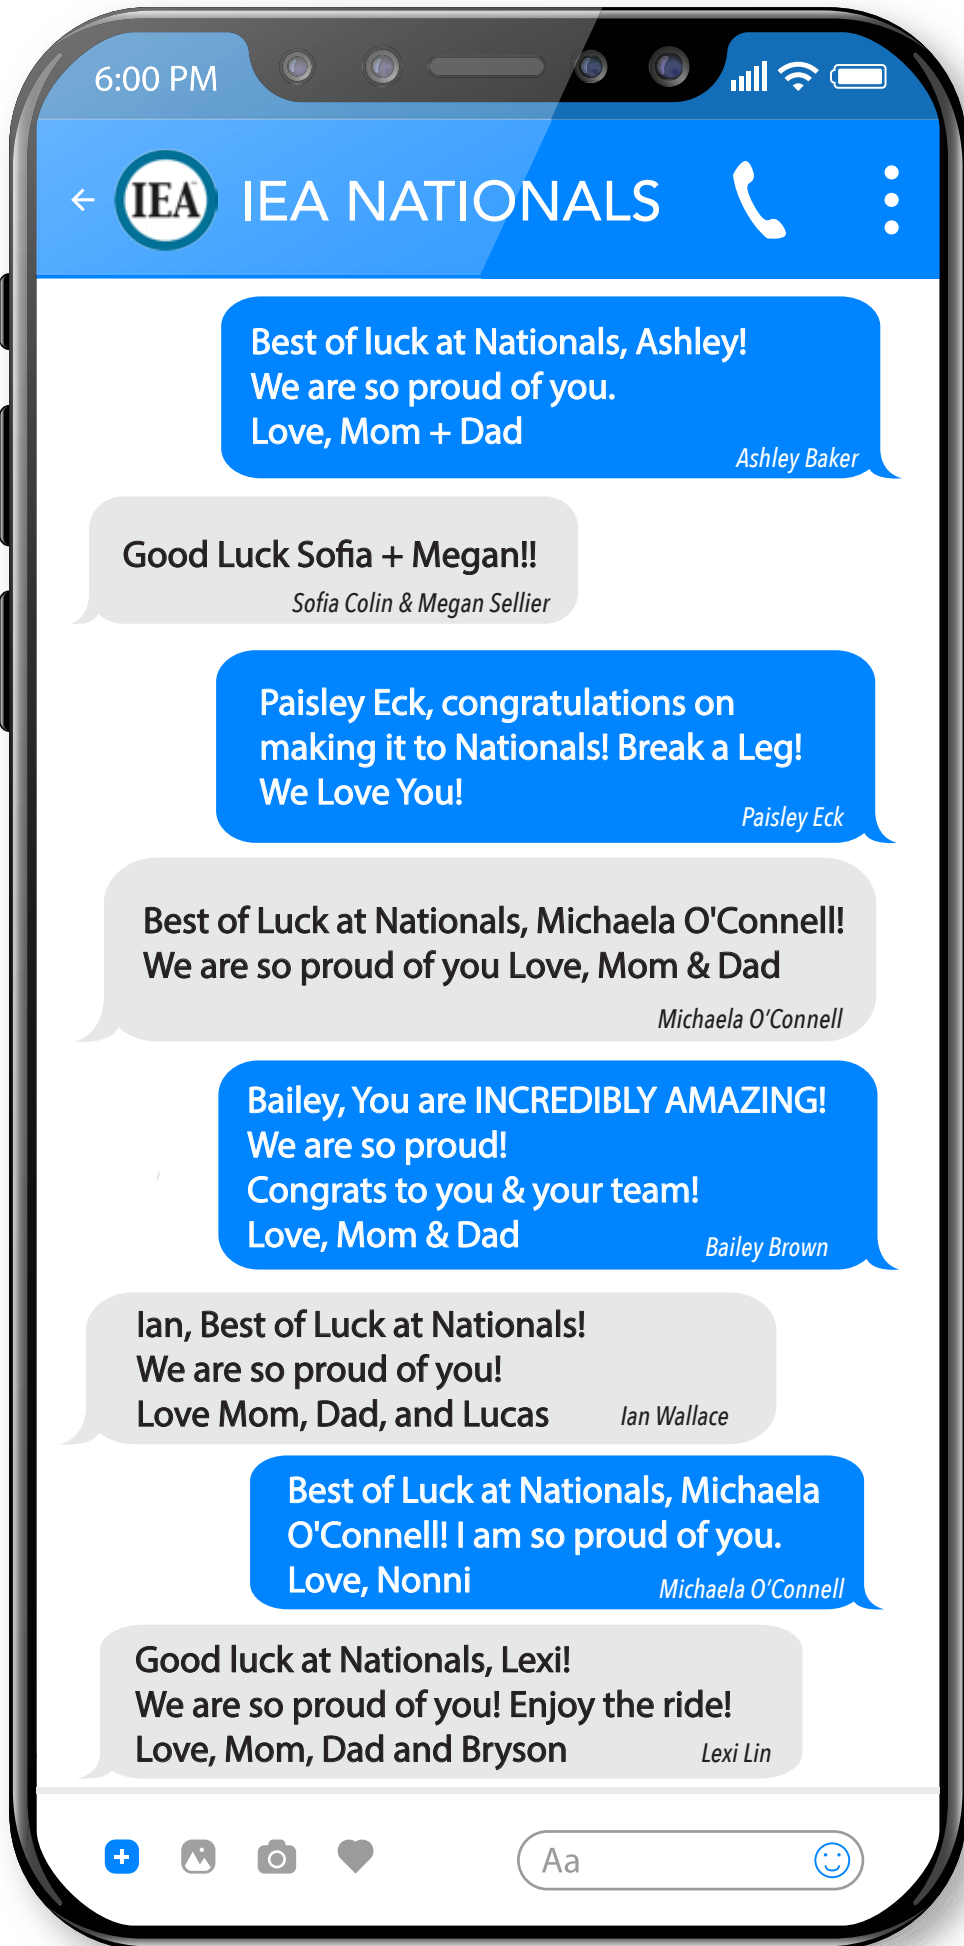 6:00 PM
IEA IEA NATIONALS
Best of luck at Nationals, Ashley!
We are so proud of you.
Love, Mom + Dad
Ashley Baker
Good Luck Sofia + Megan!!
Sofia Colin & Megan Sellier
Paisley Eck, congratulations on
making it to Nationals! Break a Leg!
We Love You!
Paisley Eck
Best of Luck at Nationals, Michaela O'Connell!
We are so proud of you Love, Mom & Dad
Michaela O’Connell
Bailey, You are INCREDIBLY AMAZING!
We are so proud!
Congrats to you & your team!
Love, Mom & Dad
Bailey Brown
Ian, Best of Luck at Nationals!
We are so proud of you!
Love Mom, Dad, and Lucas Ian Wallace
Best of Luck at Nationals, Michaela
O'Connell! I am so proud of you.
Love, Nonni Michaela O’Connell
Good luck at Nationals, Lexi!
We are so proud of you! Enjoy the ride!
Love, Mom, Dad and Bryson Lexi Lin
Aa